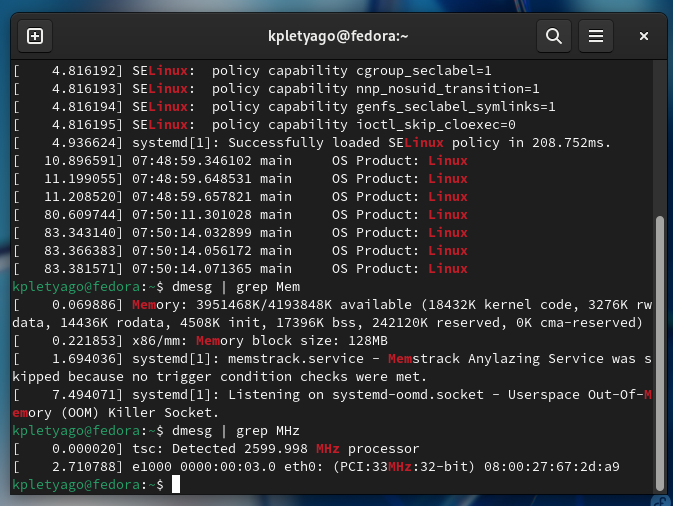 kpletyago@fedora:~
[    4.816192] SELinux:  policy capability cgroup_seclabel=1
[    4.816193] SELinux:  policy capability nnp_nosuid_transition=1
[    4.816194] SELinux:  policy capability genfs_seclabel_symlinks=1
[    4.816195] SELinux:  policy capability ioctl_skip_cloexec=0
[    4.936624] systemd[1]: Successfully loaded SELinux policy in 208.752ms.
[   10.896591] 07:48:59.346102 main     OS Product: Linux
[   11.199055] 07:48:59.648531 main     OS Product: Linux
[   11.208520] 07:48:59.657821 main     OS Product: Linux
[   80.609744] 07:50:11.301028 main     OS Product: Linux
[   83.343140] 07:50:14.032899 main     OS Product: Linux
[   83.366383] 07:50:14.056172 main     OS Product: Linux
[   83.381571] 07:50:14.071365 main     OS Product: Linux
kpletyago@fedora:~$ dmesg | grep Mem
[    0.069886] Memory: 3951468K/4193848K available (18432K kernel code, 3276K rw
data, 14436K rodata, 4508K init, 17396K bss, 242120K reserved, 0K cma-reserved)
[    0.221853] x86/mm: Memory block size: 128MB
[    1.694036] systemd[1]: memstrack.service - Memstrack Anylazing Service was s
kipped because no trigger condition checks were met.
[    7.494071] systemd[1]: Listening on systemd-oomd.socket - Userspace Out-Of-M
emory (OOM) Killer Socket.
kpletyago@fedora:~$ dmesg | grep MHz
[    0.000020] tsc: Detected 2599.998 MHz processor
[    2.710788] e1000 0000:00:03.0 eth0: (PCI:33MHz:32-bit) 08:00:27:67:2d:a9
kpletyago@fedora:~$